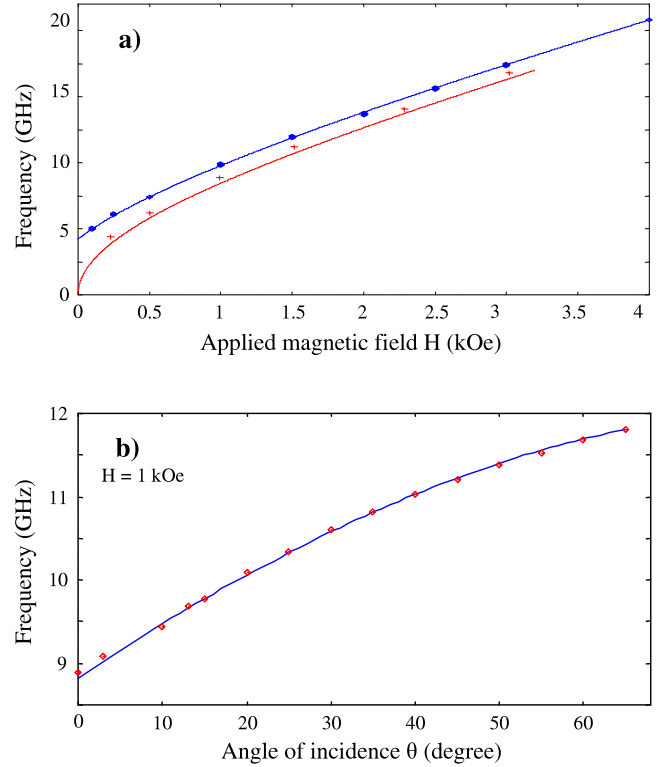 a)
20
15
10
5
0
Frequency (GHz)
0 0.5 1 1.5 2 2.5 3 3.5 4
Applied magnetic field H (kOe)
b)
H = 1 kOe
12
11
10
9
Frequency (GHz)
0 10 20 30 40 50 60
Angle of incidence θ (degree)